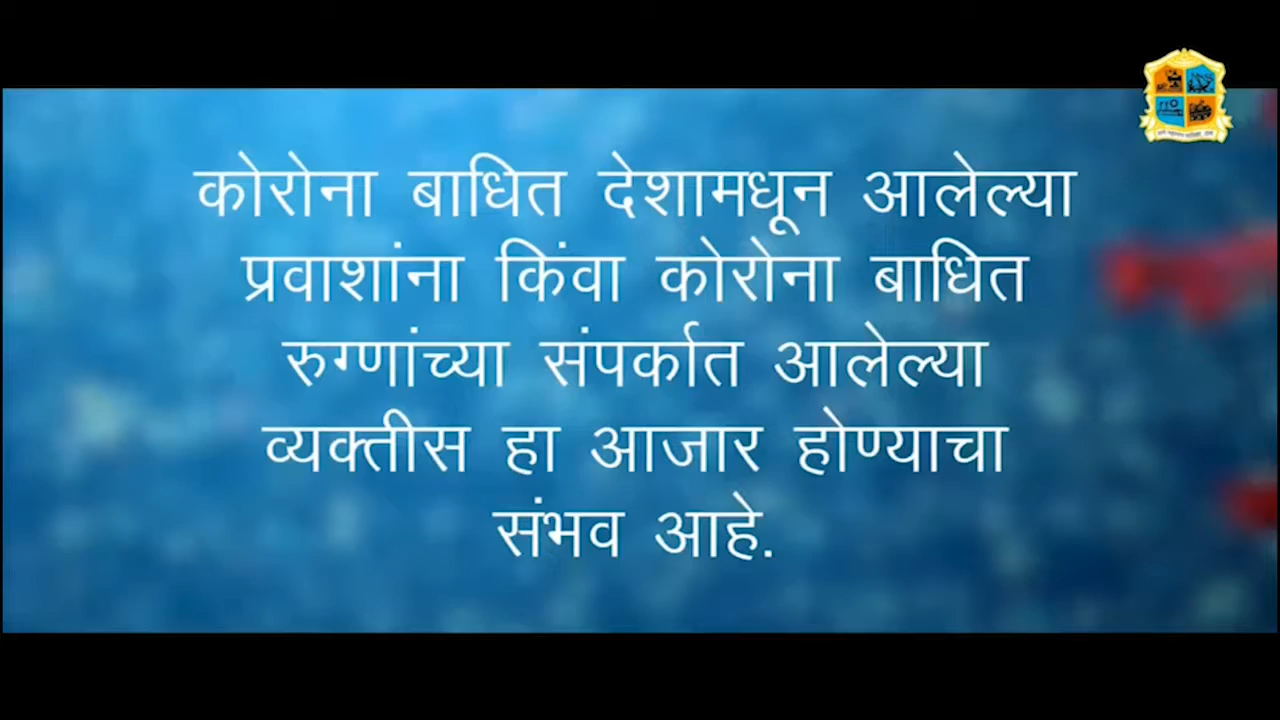 कोरोना बाधित देशामधून आलेल्या
प्रवाशांना किंवा कोरोना बाधित
रुग्णांच्या संपर्कात आलेल्या
व्यक्तीस हा आजार होण्याचा
संभव आहे.